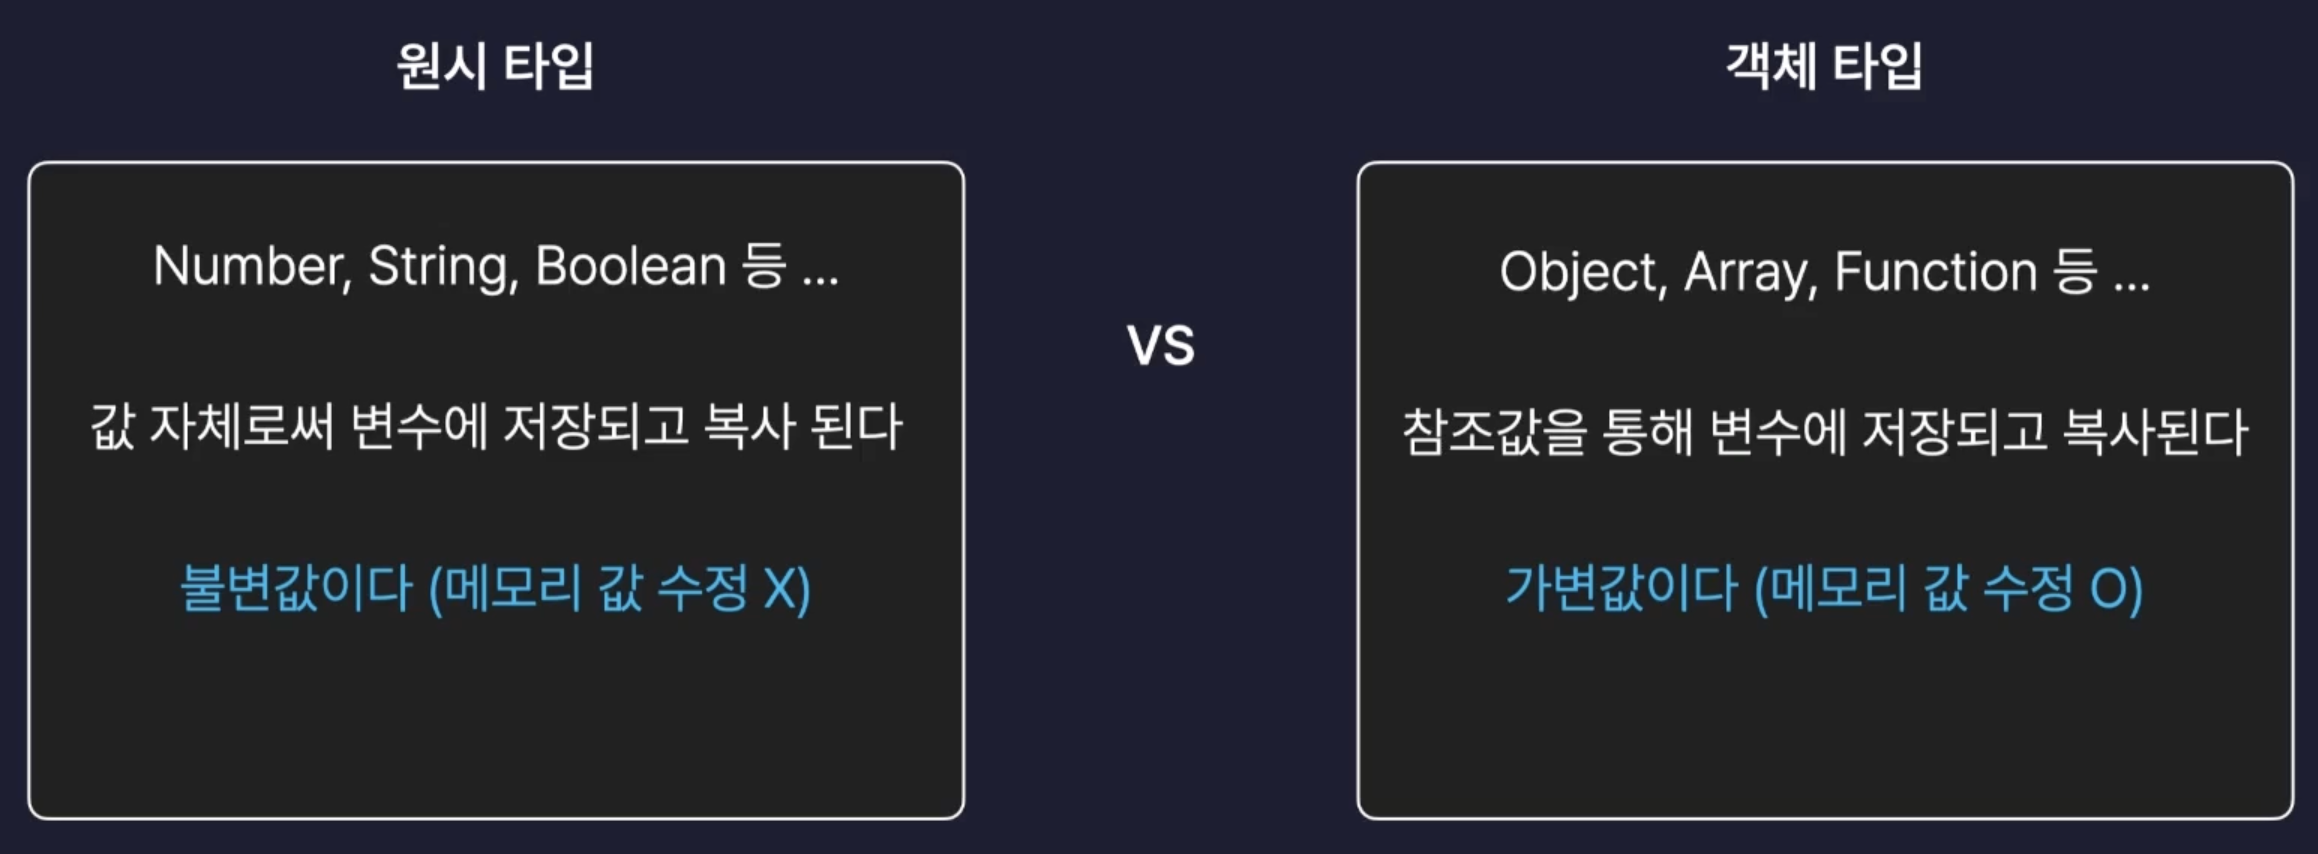 원시 타입
Number, String, Boolean 등 ...
값 자체로써 변수에 저장되고 복사 된다
불변값이다 (메모리 값 수정 X)
VS
객체 타입
Object, Array, Function 등 ...
참조값을 통해 변수에 저장되고 복사된다
가변값이다 (메모리 값 수정 O)